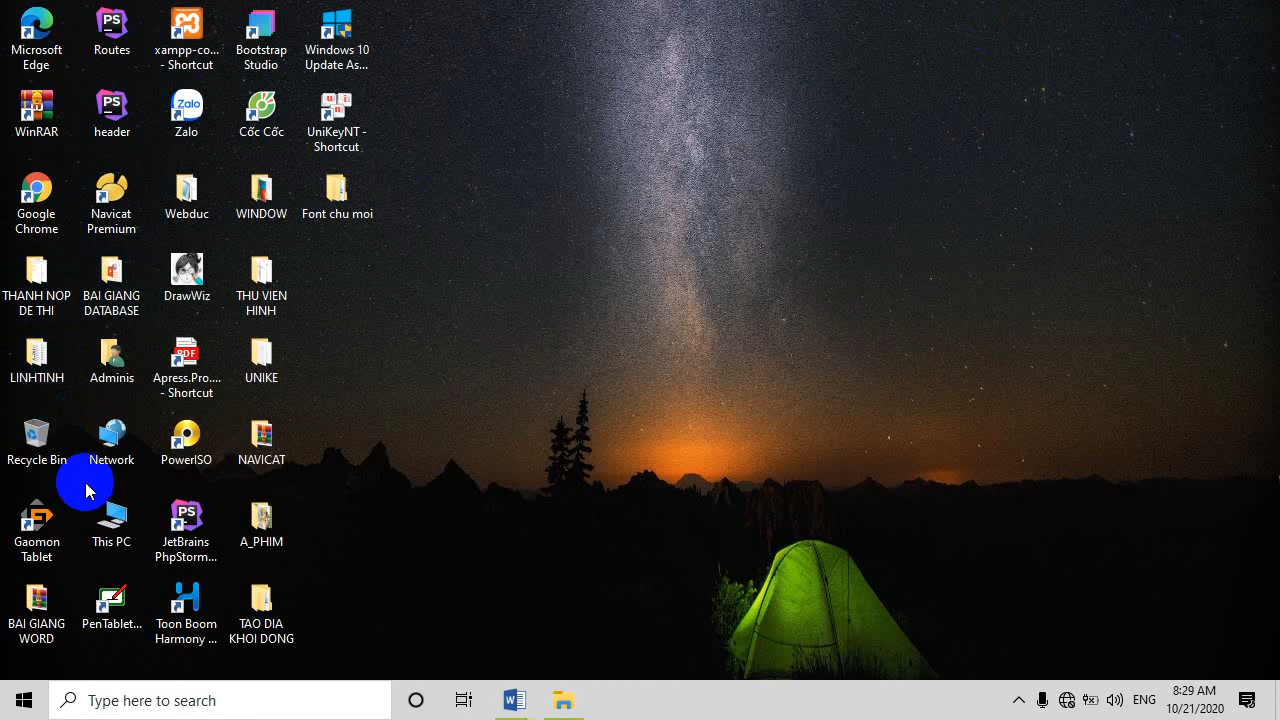 Microsoft
Edge
Routes
xampp-co...
- Shortcut
Bootstrap
Studio
Windows 10
Update As...
WinRAR
header
Zalo
Cốc Cốc
UniKeyNT -
Shortcut
Google
Chrome
Navicat
Premium
Webduc
WINDOW
Font chu moi
THANH NOP
DE THI
BAI GIANG
DATABASE
DrawWiz
THU VIEN
HINH
LINHTINH
Adminis
Apress.Pro....
- Shortcut
UNIKE
Recycle Bin
Network
PowerISO
NAVICAT
Gaomon
Tablet
This PC
JetBrains
PhpStorm...
A_PHIM
BAI GIANG
WORD
PenTablet...
Toon Boom
Harmony ...
TAO DIA
KHOI DONG
Type here to search
ENG
8:29 AM
10/21/2020